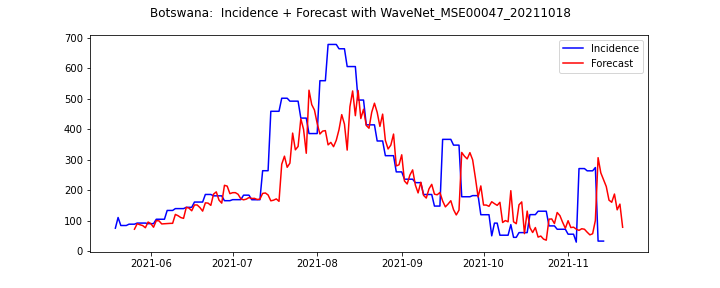 Botswana:  Incidence + Forecast with WaveNet_MSE00047_20211018
700
600
500
400
300
200
100
0
Incidence
Forecast
2021-06 2021-07 2021-08 2021-09 2021-10 2021-11